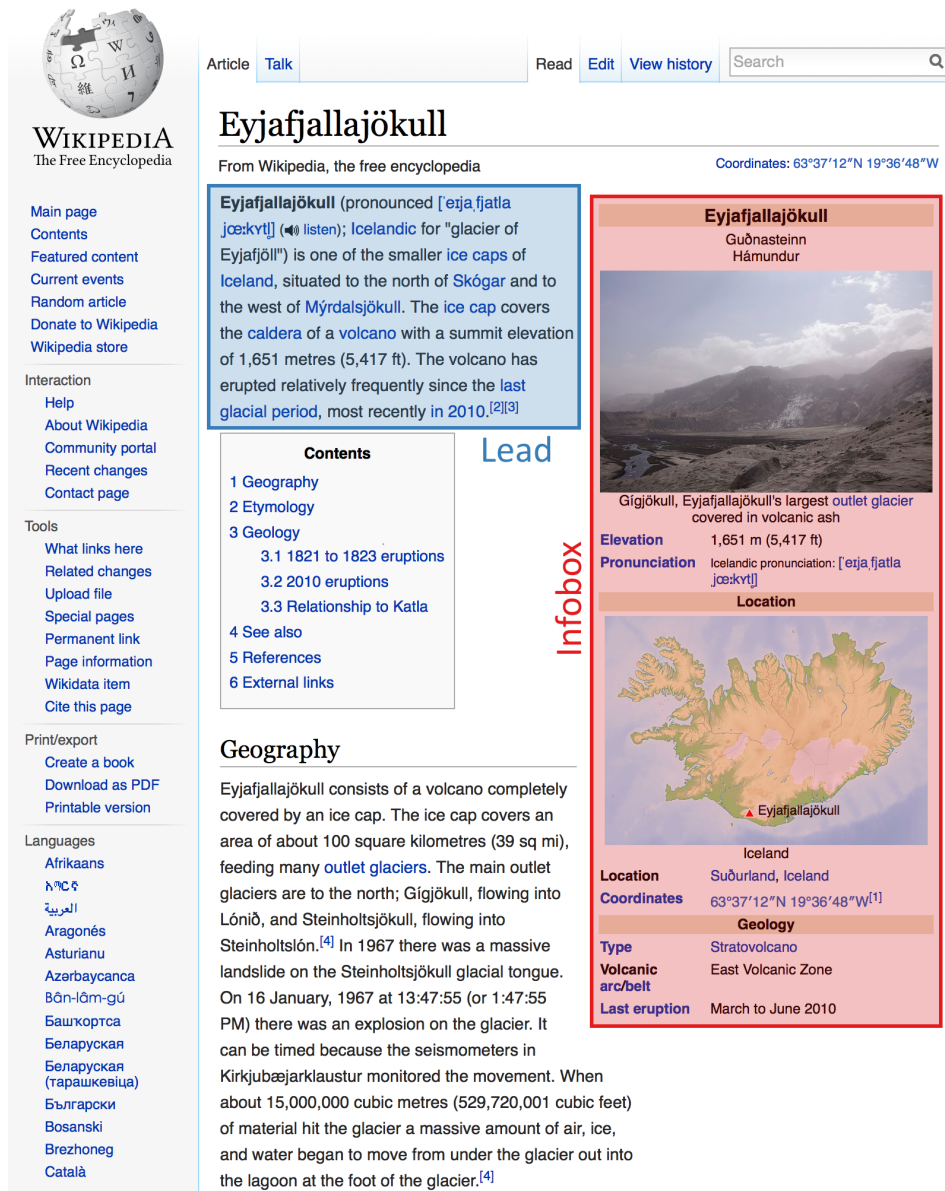 WIKIPEDIA
The Free Encyclopedia
Main page
Contents
Featured content
Current events
Random article
Donate to Wikipedia
Wikipedia store
Interaction
Help
About Wikipedia
Community portal
Recent changes
Contact page
Tools
What links here
Related changes
Upload file
Special pages
Permanent link
Page information
Wikidata item
Cite this page
Print/export
Create a book
Download as PDF
Printable version
Languages
Afrikaans
አማርኛ
العربية
Aragonés
Asturianu
Azərbaycanca
Bân-lâm-gú
Башҡортса
Беларуская
Беларуская
(тарашкевіца)
Български
Bosanski
Brezhoneg
Català
Article Talk Read Edit View history Search
Eyjafjallajökull
From Wikipedia, the free encyclopedia
Coordinates: 63°37′12″N 19°36′48″W
Eyjafjallajökull (pronounced [ˈeɪjaˌfjatla
ˌjœːkʏtl̥] (listen); Icelandic for "glacier of
Eyjafjöll") is one of the smaller ice caps of
Iceland, situated to the north of Skógar and to
the west of Mýrdalsjökull. The ice cap covers
the caldera of a volcano with a summit elevation
of 1,651 metres (5,417 ft). The volcano has
erupted relatively frequently since the last
glacial period, most recently in 2010.[2][3]
Lead
Contents
1 Geography
2 Etymology
3 Geology
3.1 1821 to 1823 eruptions
3.2 2010 eruptions
3.3 Relationship to Katla
4 See also
5 References
6 External links
Geography
Eyjafjallajökull consists of a volcano completely
covered by an ice cap. The ice cap covers an
area of about 100 square kilometres (39 sq mi),
feeding many outlet glaciers. The main outlet
glaciers are to the north; Gígjökull, flowing into
Lónið, and Steinholtsjökull, flowing into
Steinholtslón.[4] In 1967 there was a massive
landslide on the Steinholtsjökull glacial tongue.
On 16 January, 1967 at 13:47:55 (or 1:47:55
PM) there was an explosion on the glacier. It
can be timed because the seismometers in
Kirkjubæjarklaustur monitored the movement. When
about 15,000,000 cubic metres (529,720,001 cubic feet)
of material hit the glacier a massive amount of air, ice,
and water began to move from under the glacier out into
the lagoon at the foot of the glacier.[4]
Infobox
Eyjafjallajökull
Guðnasteinn
Hámundur
Gígjökull, Eyjafjallajökull's largest outlet glacier
covered in volcanic ash
Elevation 1,651 m (5,417 ft)
Pronunciation Icelandic pronunciation: [ˈeɪjaˌfjatla
ˌjœːkʏtl̥]
Location
Eyjafjallajökull
Iceland
Location Suðurland, Iceland
Coordinates 63°37′12″N 19°36′48″W[1]
Geology
Type Stratovolcano
Volcanic East Volcanic Zone
arc/belt
Last eruption March to June 2010